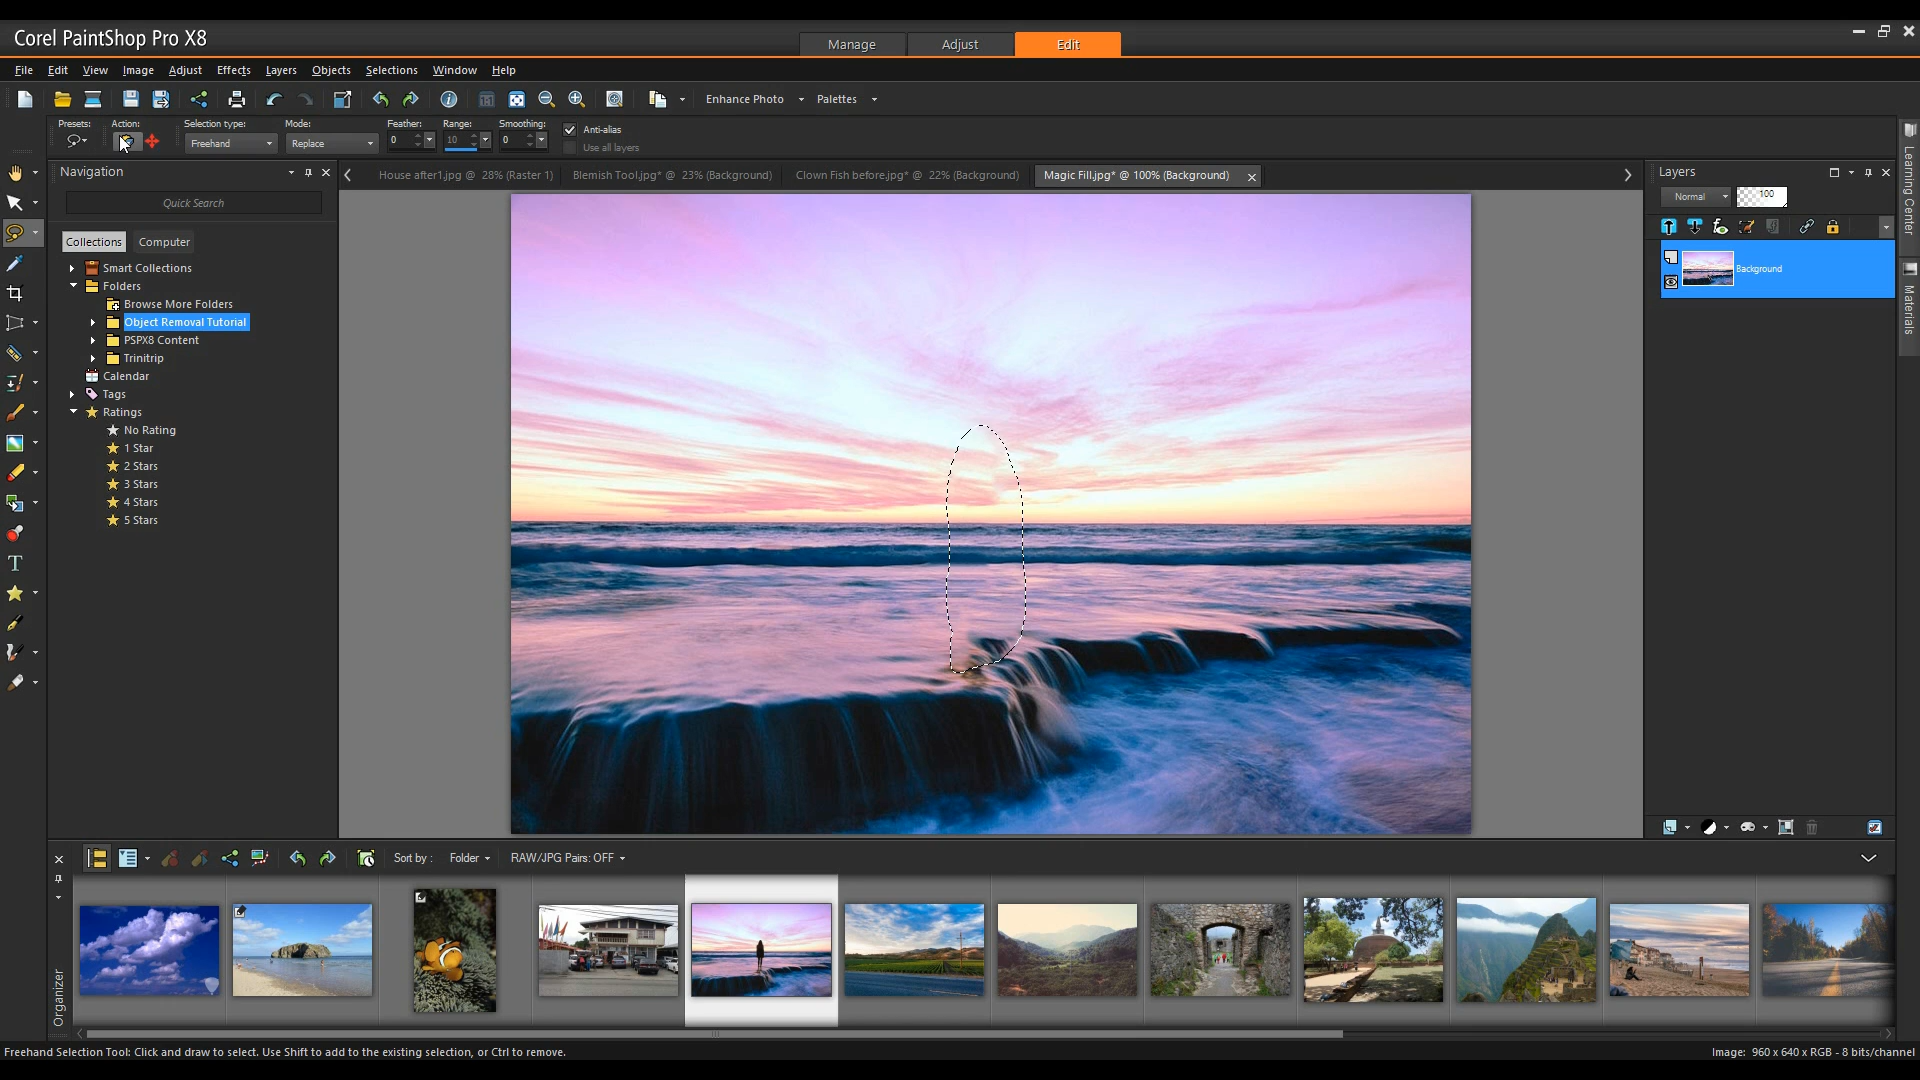 Corel PaintShop Pro X8
Manage
Adjust
Edit
File Edit View Image Adjust Effects Layers Objects Selections Window Help
Enhance Photo
Palettes
Presets:
Action:
Selection type:
Mode:
Feather:
Range:
Smoothing:
Freehand
Replace
0
10
0
Anti-alias
Use all layers
Navigation
House after1.jpg @ 28% (Raster 1)
Blemish Tool.jpg* @ 23% (Background)
Clown Fish before.jpg* @ 22% (Background)
Magic Fill.jpg* @ 100% (Background)
Layers
Normal
100
Background
Learning Center
Materials
Quick Search
Collections
Computer
Smart Collections
Folders
Browse More Folders
Object Removal Tutorial
PSPX8 Content
Trinitrip
Calendar
Tags
Ratings
No Rating
1 Star
2 Stars
3 Stars
4 Stars
5 Stars
Sort by :
Folder
RAW/JPG Pairs: OFF
Organizer
Freehand Selection Tool: Click and draw to select. Use Shift to add to the existing selection, or Ctrl to remove.
Image: 960 x 640 x RGB - 8 bits/channel